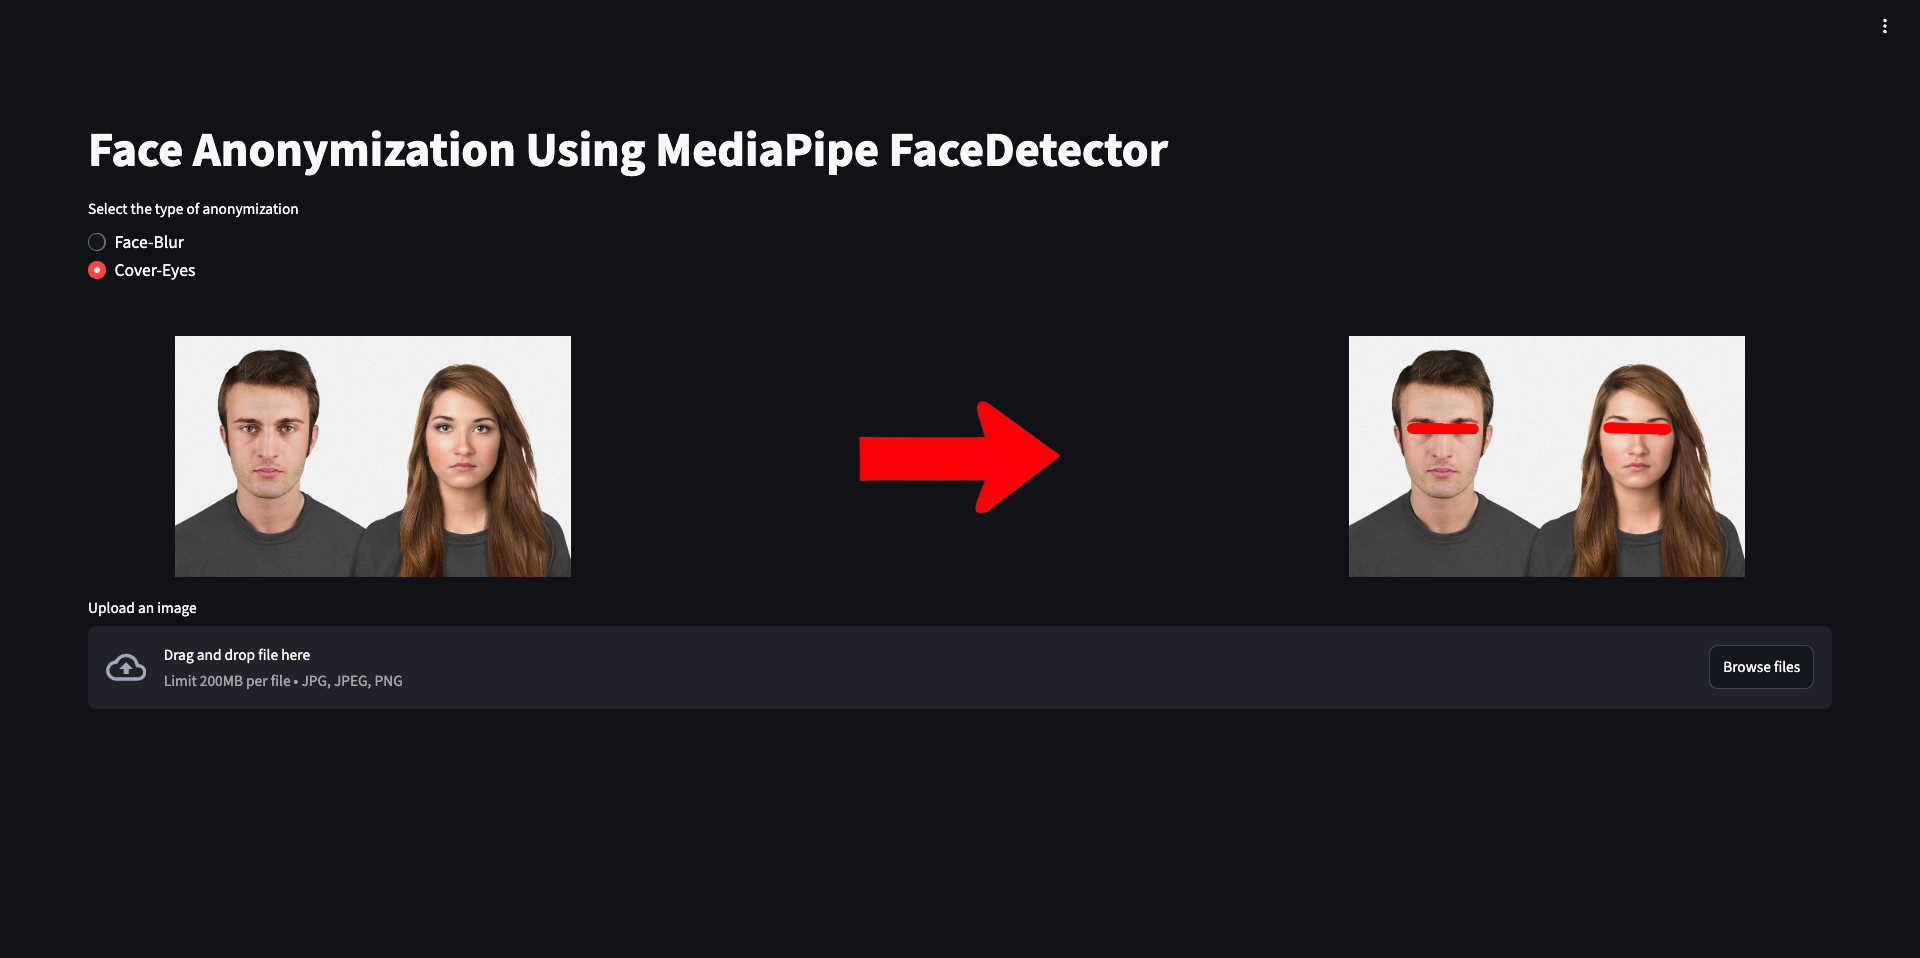 Face Anonymization Using MediaPipe FaceDetector
Select the type of anonymization
Face-Blur
Cover-Eyes
Upload an image
Drag and drop file here
Limit 200MB per file • JPG, JPEG, PNG
Browse files